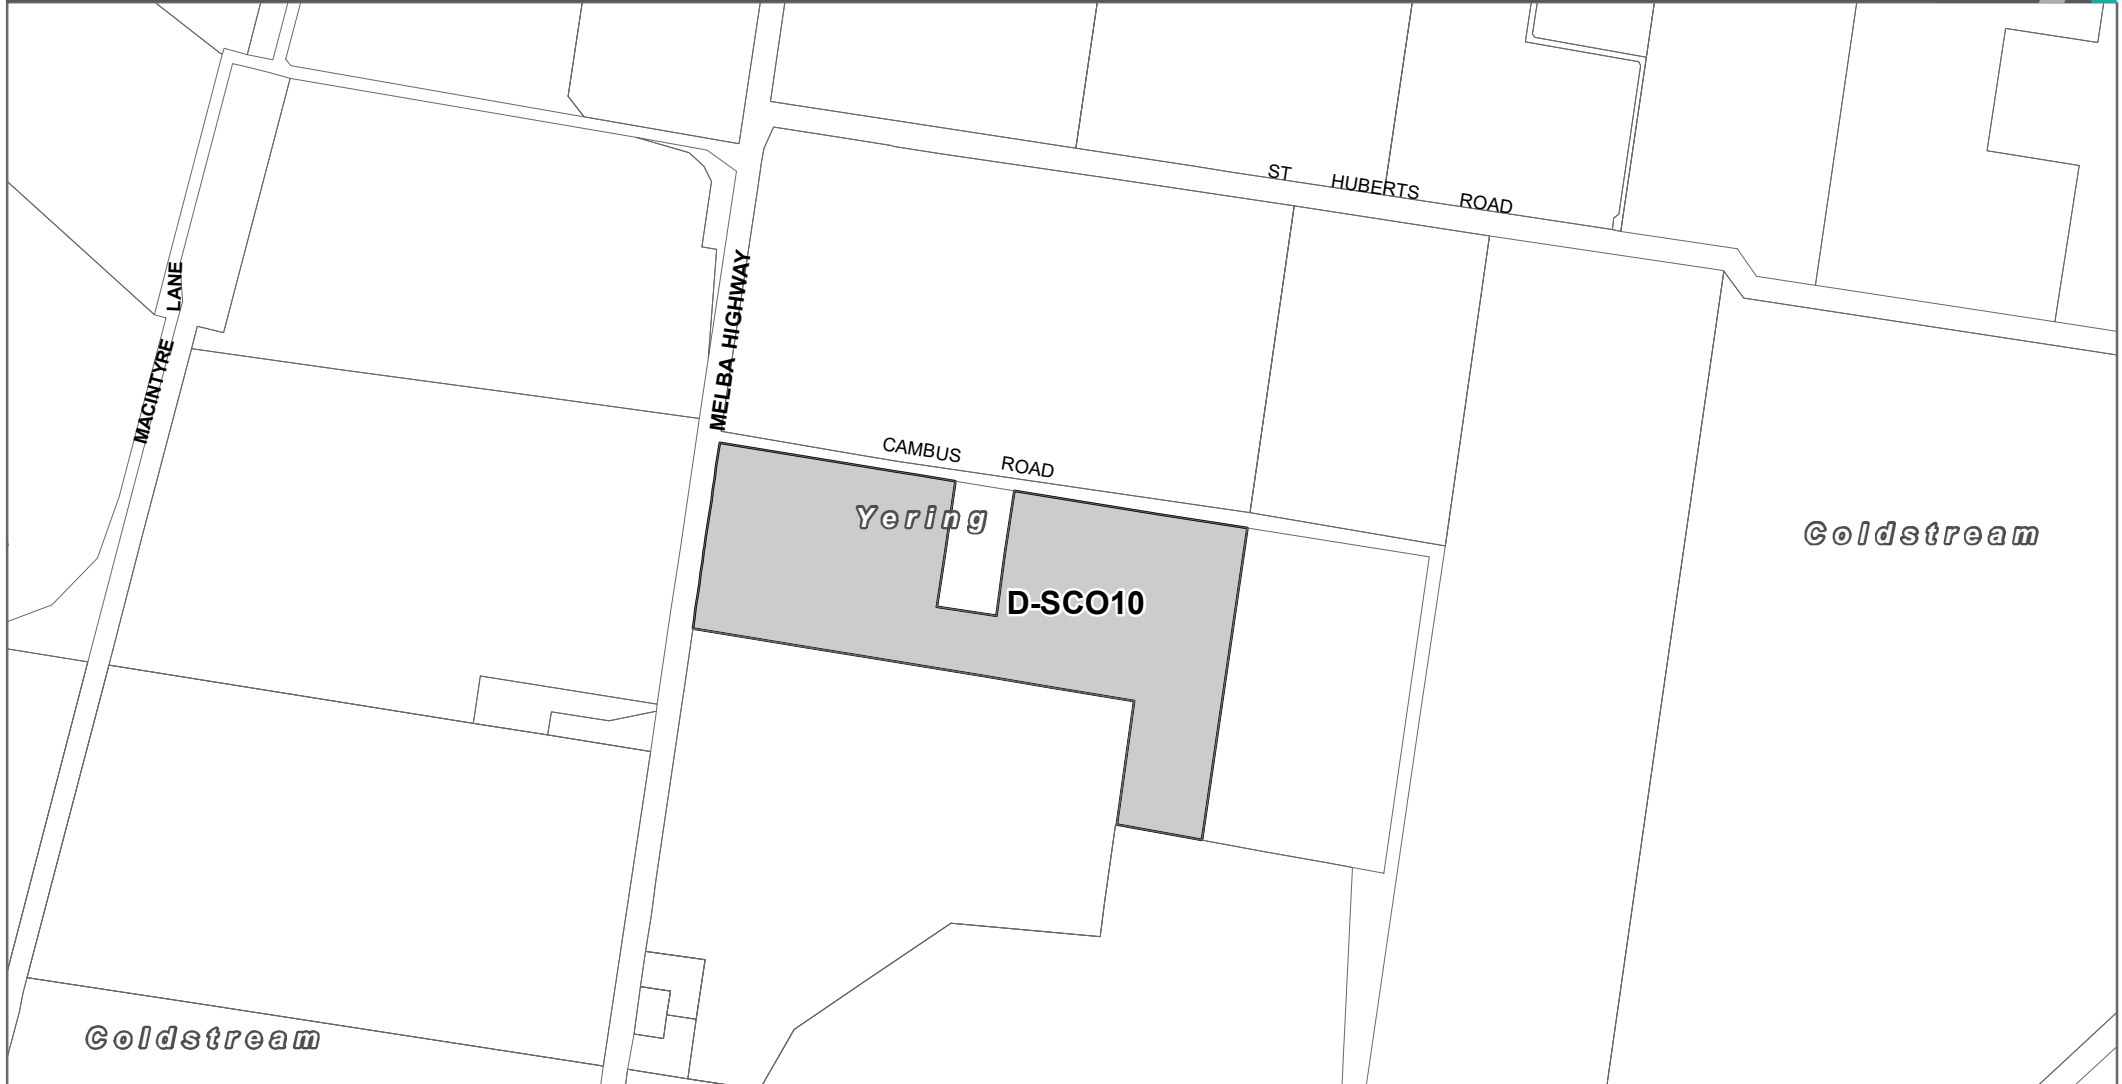 ST HUBERTS ROAD
MACINTYRE LANE
MELBA HIGHWAY
CAMBUS ROAD
Yering
Coldstream
D-SCO10
Coldstream